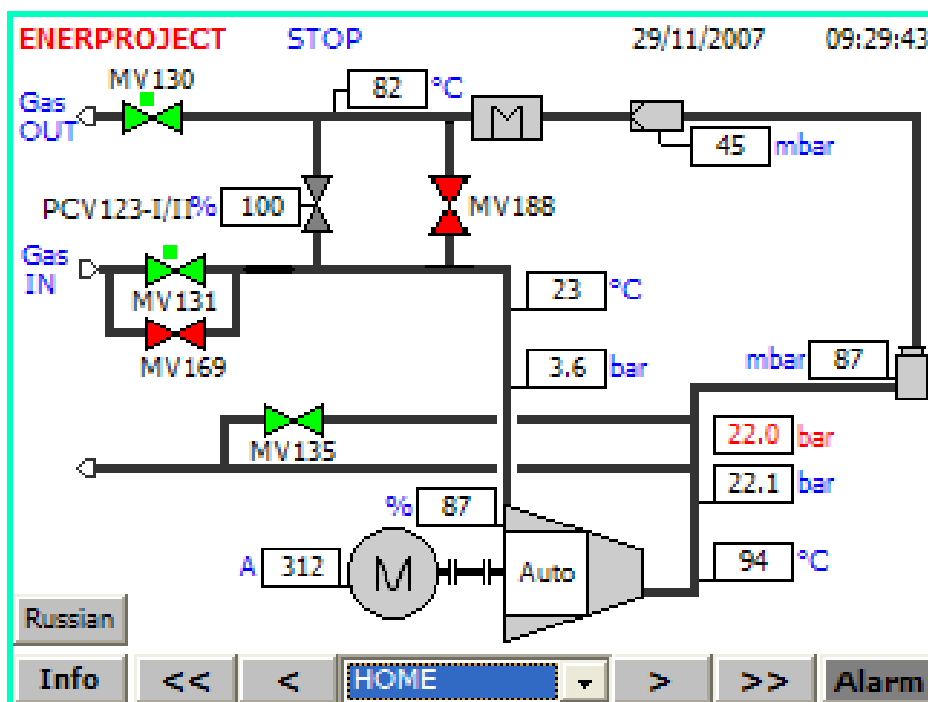 ENERPROJECT STOP 29/11/2007 09:29:43
MV130
82 °C
Gas
OUT
M
45 mbar
PCV123-I/II% 100
MV188
Gas
IN
MV131
23 °C
MV169
3.6 bar
mbar 87
MV135
22.0 bar
22.1 bar
% 87
A 312
M
Auto
94 °C
Russian
Info << < HOME > >> Alarm